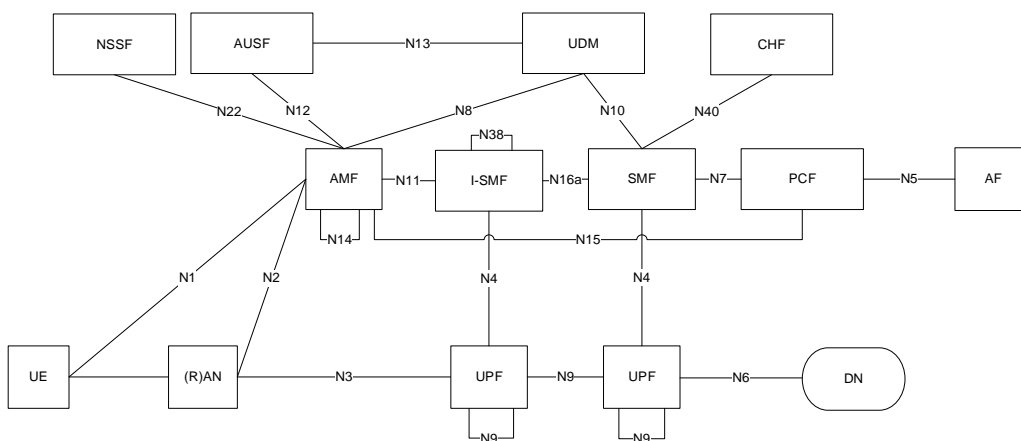 NSSF
AUSF
N13
UDM
CHF
N22
N12
N8
N10
N40
N38
AMF
N11
I-SMF
N16a
SMF
N7
PCF
N5
AF
N14
N15
N1
N2
N4
N4
UE
(R)AN
N3
UPF
N9
UPF
N6
DN
N9
N9